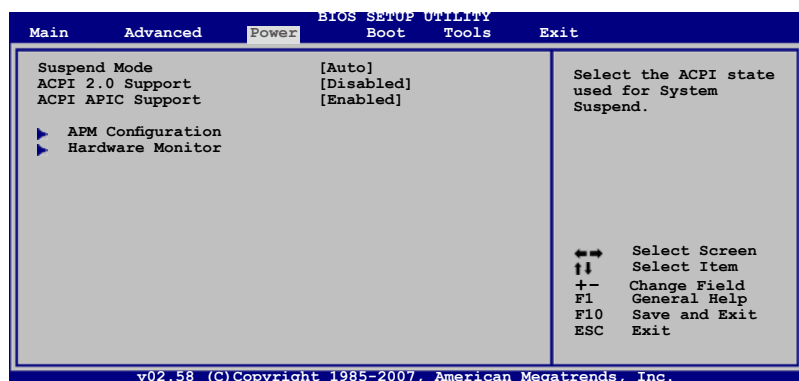 BIOS SETUP UTILITY
Main Advanced Power Boot Tools Exit
Suspend Mode [Auto]
ACPI 2.0 Support [Disabled]
ACPI APIC Support [Enabled]
APM Configuration
Hardware Monitor
Select the ACPI state
used for System
Suspend.
Select Screen
Select Item
+- Change Field
F1 General Help
F10 Save and Exit
ESC Exit
v02.58 (C)Copyright 1985-2007, American Megatrends, Inc.